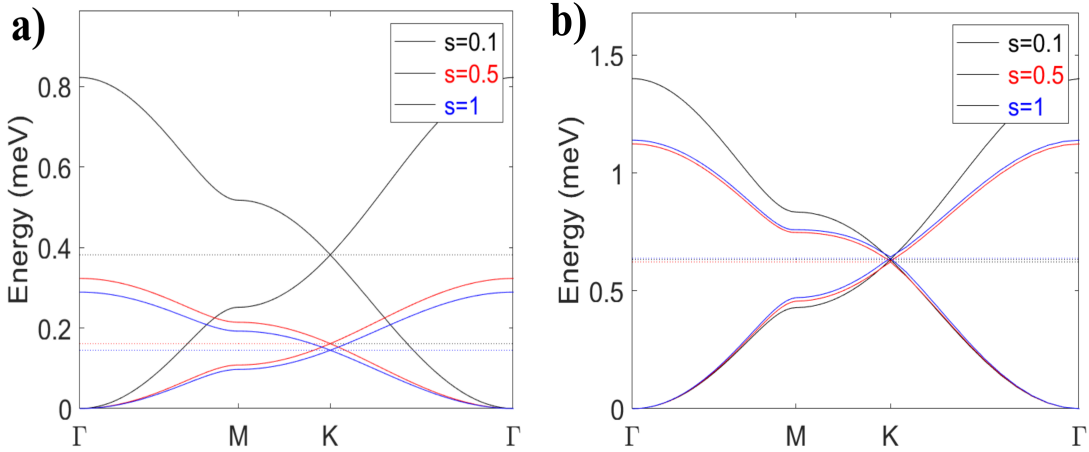 a)
s=0.1
s=0.5
s=1
0.8
0.6
0.4
0.2
0
Energy (meV)
Γ
M
K
Γ
b)
s=0.1
s=0.5
s=1
1.5
1
0.5
0
Energy (meV)
Γ
M
K
Γ